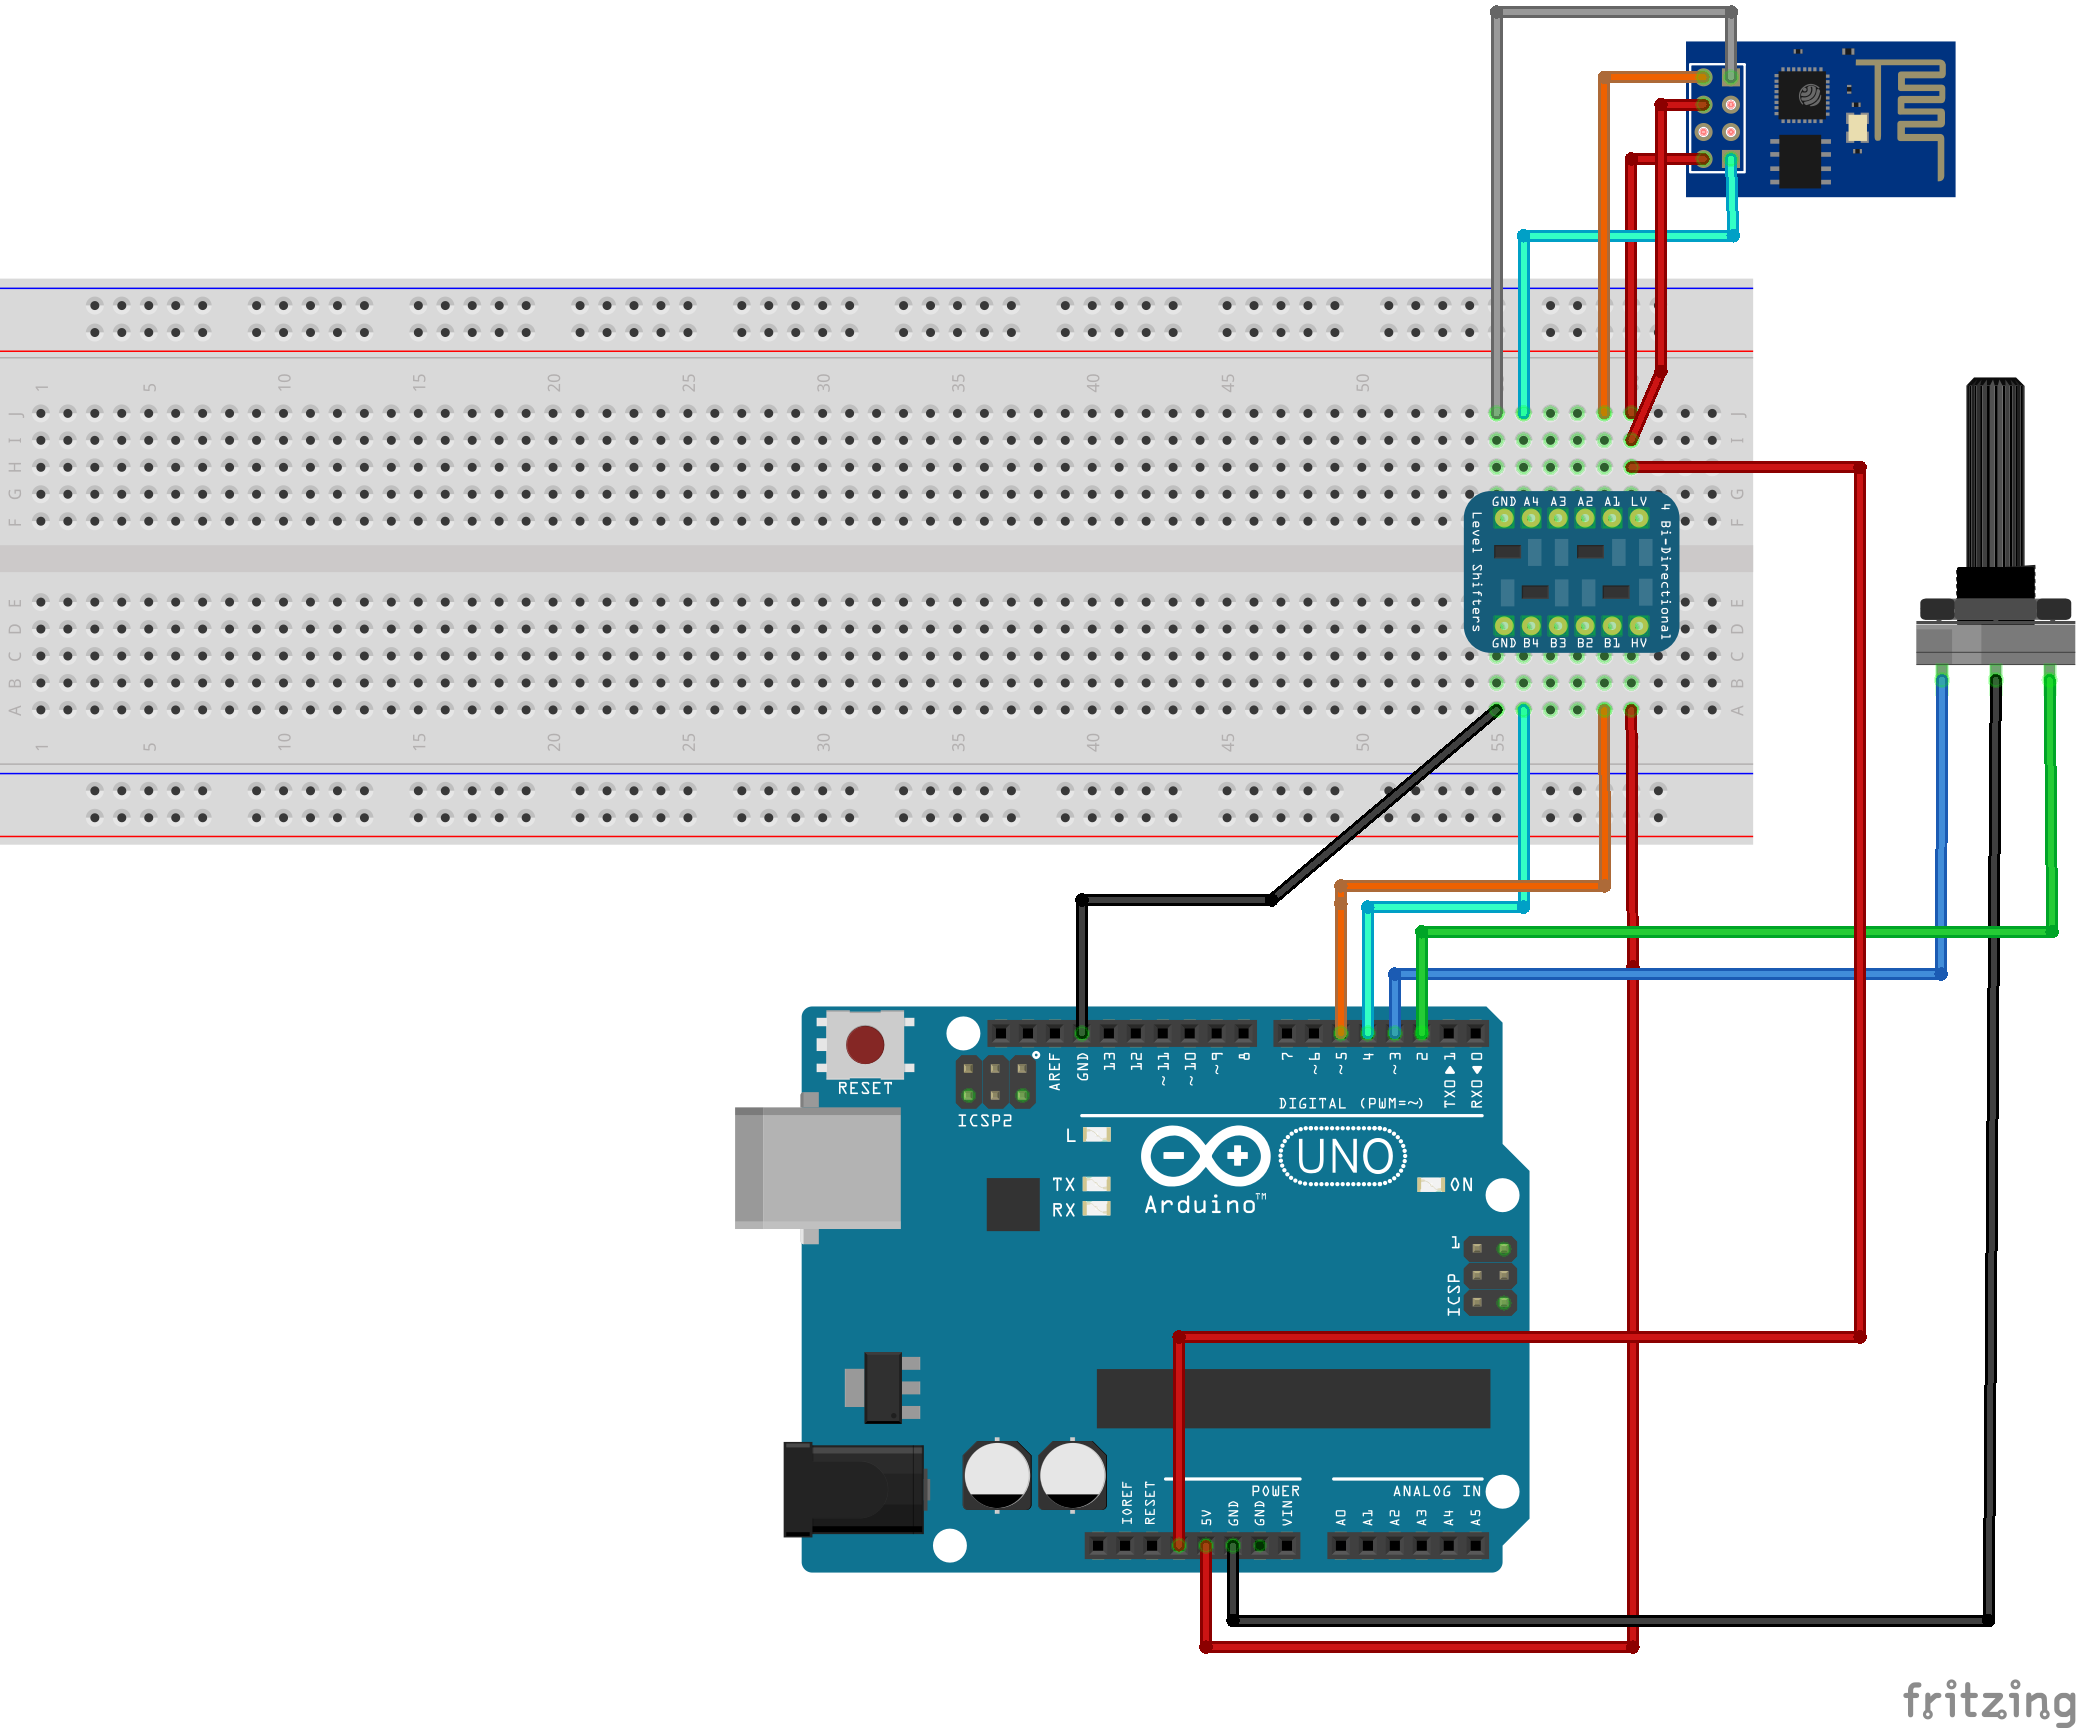 1 5 10 15 20 25 30 35 40 45 50
J J
I I
H
G G
F F
GND A4 A3 A2 A1 LV
Level Shifters
4 Bi-Directional
GND B4 B3 B2 B1 HV
E E
D D
C C
B B
A A
1 5 10 15 20 25 30 35 40 45 50 55
RESET
AREF GND 13 12 ~11 ~10 ~9 8 7 ~6 ~5 4 ~3 2 TX0▶1 RX0◀0
DIGITAL (PWM=~)
ICSP2
L
TX
RX
UNO
Arduino™
ON
1
ICSP
IOREF RESET 5V GND GND VIN
POWER
ANALOG IN
A0 A1 A2 A3 A4 A5
fritzing